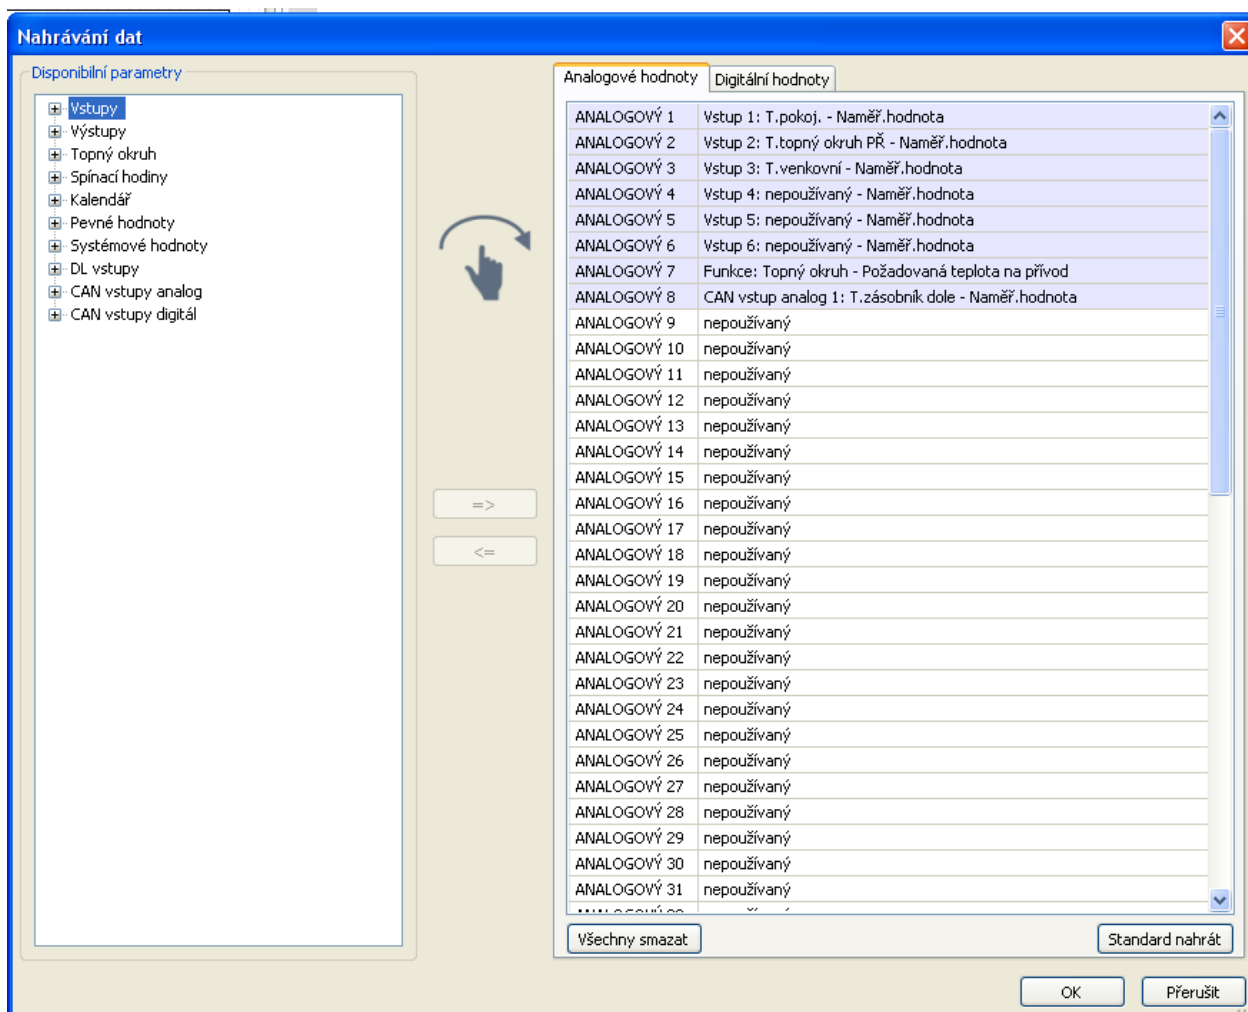 Nahrávání dat
Disponibilní parametry
Vstupy
Výstupy
Topný okruh
Spínací hodiny
Kalendář
Pevné hodnoty
Systémové hodnoty
DL vstupy
CAN vstupy analog
CAN vstupy digitál
=>
<=
Analogové hodnoty Digitální hodnoty
ANALOGOVÝ 1 Vstup 1: T.pokoj. - Naměř.hodnota
ANALOGOVÝ 2 Vstup 2: T.topný okruh PŘ - Naměř.hodnota
ANALOGOVÝ 3 Vstup 3: T.venkovní - Naměř.hodnota
ANALOGOVÝ 4 Vstup 4: nepoužívaný - Naměř.hodnota
ANALOGOVÝ 5 Vstup 5: nepoužívaný - Naměř.hodnota
ANALOGOVÝ 6 Vstup 6: nepoužívaný - Naměř.hodnota
ANALOGOVÝ 7 Funkce: Topný okruh - Požadovaná teplota na přívod
ANALOGOVÝ 8 CAN vstup analog 1: T.zásobník dole - Naměř.hodnota
ANALOGOVÝ 9 nepoužívaný
ANALOGOVÝ 10 nepoužívaný
ANALOGOVÝ 11 nepoužívaný
ANALOGOVÝ 12 nepoužívaný
ANALOGOVÝ 13 nepoužívaný
ANALOGOVÝ 14 nepoužívaný
ANALOGOVÝ 15 nepoužívaný
ANALOGOVÝ 16 nepoužívaný
ANALOGOVÝ 17 nepoužívaný
ANALOGOVÝ 18 nepoužívaný
ANALOGOVÝ 19 nepoužívaný
ANALOGOVÝ 20 nepoužívaný
ANALOGOVÝ 21 nepoužívaný
ANALOGOVÝ 22 nepoužívaný
ANALOGOVÝ 23 nepoužívaný
ANALOGOVÝ 24 nepoužívaný
ANALOGOVÝ 25 nepoužívaný
ANALOGOVÝ 26 nepoužívaný
ANALOGOVÝ 27 nepoužívaný
ANALOGOVÝ 28 nepoužívaný
ANALOGOVÝ 29 nepoužívaný
ANALOGOVÝ 30 nepoužívaný
ANALOGOVÝ 31 nepoužívaný
Všechny smazat Standard nahrát
OK Přerušit